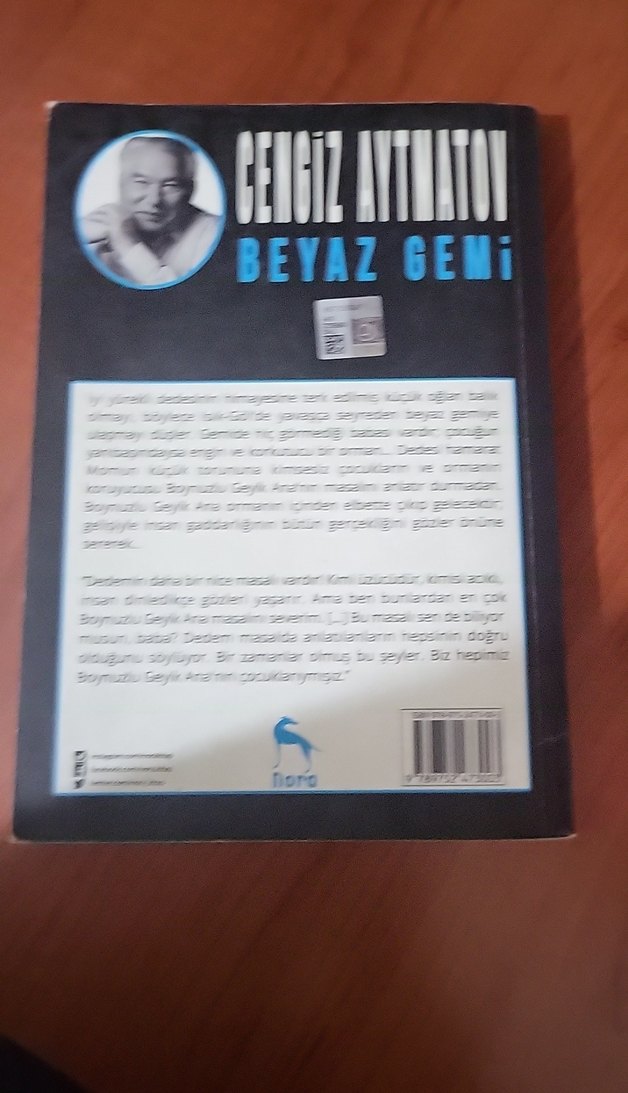 CENGİZ AYTMATOV
BEYAZ GEMİ
İyi yürekli dedesinin himayesine terk edilmiş küçük oğlan balık
olmayı, böylece Isık-Göl'de yavaşça seyreden beyaz gemiye
ulaşmayı düşler. Gemide hiç görmediği babası vardır; çocuğun
yanıbaşındaysa engin ve korkutucu bir orman... Dedesi hamarat
Momun küçük torununa kimsesiz çocukların ve ormanın
koruyucusu Boynuzlu Geyik Ana'nın masalını anlatır durmadan.
Boynuzlu Geyik Ana ormanın içinden elbette çıkıp gelecektir;
gelişiyle insan gaddarlığının bütün gerçekliğini gözler önüne
sererek...
"Dedemin daha bir nice masalı vardır! Kimi üzücüdür, kimisi acıklı,
insan dinledikçe gözleri yaşarır. Ama ben bunlardan en çok
Boynuzlu Geyik Ana masalını severim. [...] Bu masalı sen de biliyor
musun, baba? Dedem masalda anlatılanların hepsinin doğru
olduğunu söylüyor. Bir zamanlar olmuş bu şeyler. Biz hepimiz
Boynuzlu Geyik Ana'nın çocuklarıymışız."
nora